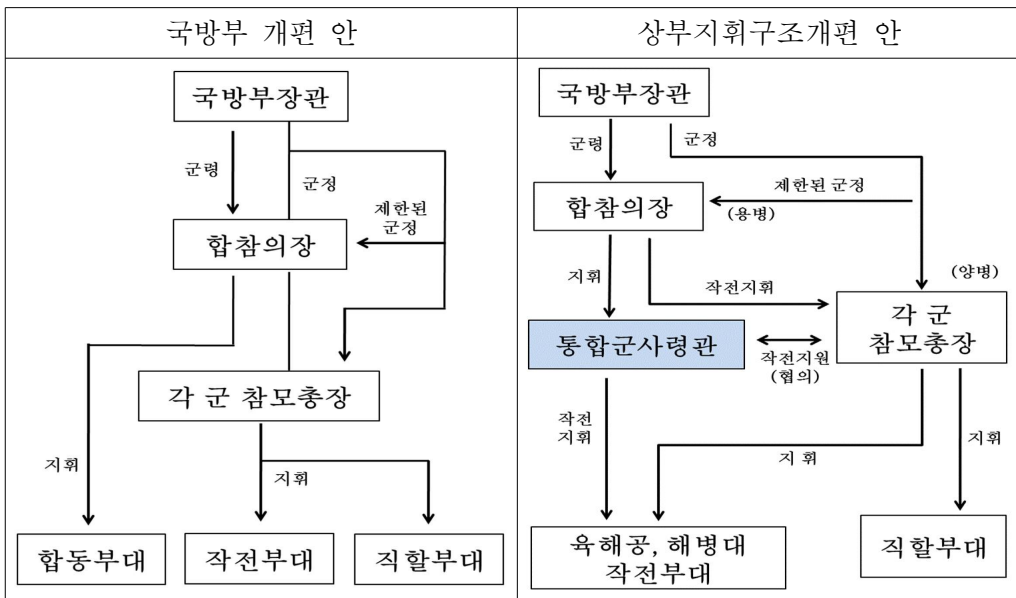 국방부 개편 안
국방부장관
군령
군정
제한된
군정
합참의장
각 군 참모총장
지휘
지휘
합동부대
작전부대
직할부대
상부지휘구조개편 안
국방부장관
군령
군정
제한된 군정
합참의장
(용병)
지휘
작전지휘
(양병)
각 군
참모총장
통합군사령관
작전지원
(협의)
작전
지휘
지 휘
지휘
육해공, 해병대
작전부대
직할부대